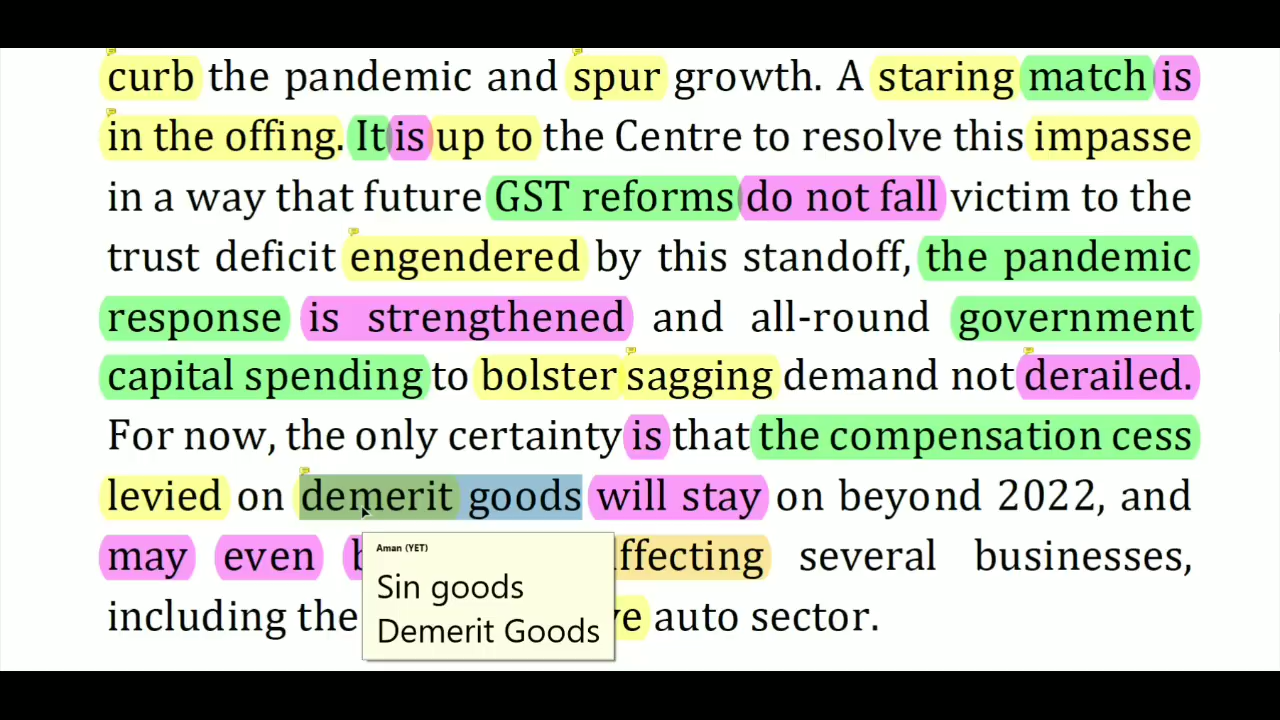 curb the pandemic and spur growth. A staring match is
in the offing. It is up to the Centre to resolve this impasse
in a way that future GST reforms do not fall victim to the
trust deficit engendered by this standoff, the pandemic
response is strengthened and all-round government
capital spending to bolster sagging demand not derailed.
For now, the only certainty is that the compensation cess
levied on demerit goods will stay on beyond 2022, and
may even ffecting several businesses,
including the auto sector.
Aman (YET)
Sin goods
Demerit Goods